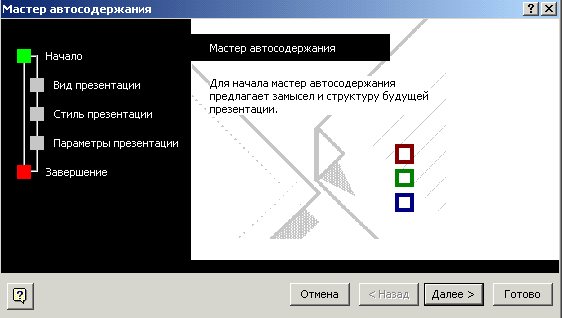 Мастер автосодержания
Начало
Вид презентации
Стиль презентации
Параметры презентации
Завершение
Мастер автосодержания
Для начала мастер автосодержания
предлагает замысел и структуру будущей
презентации.
Отмена
< Назад
Далее >
Готово